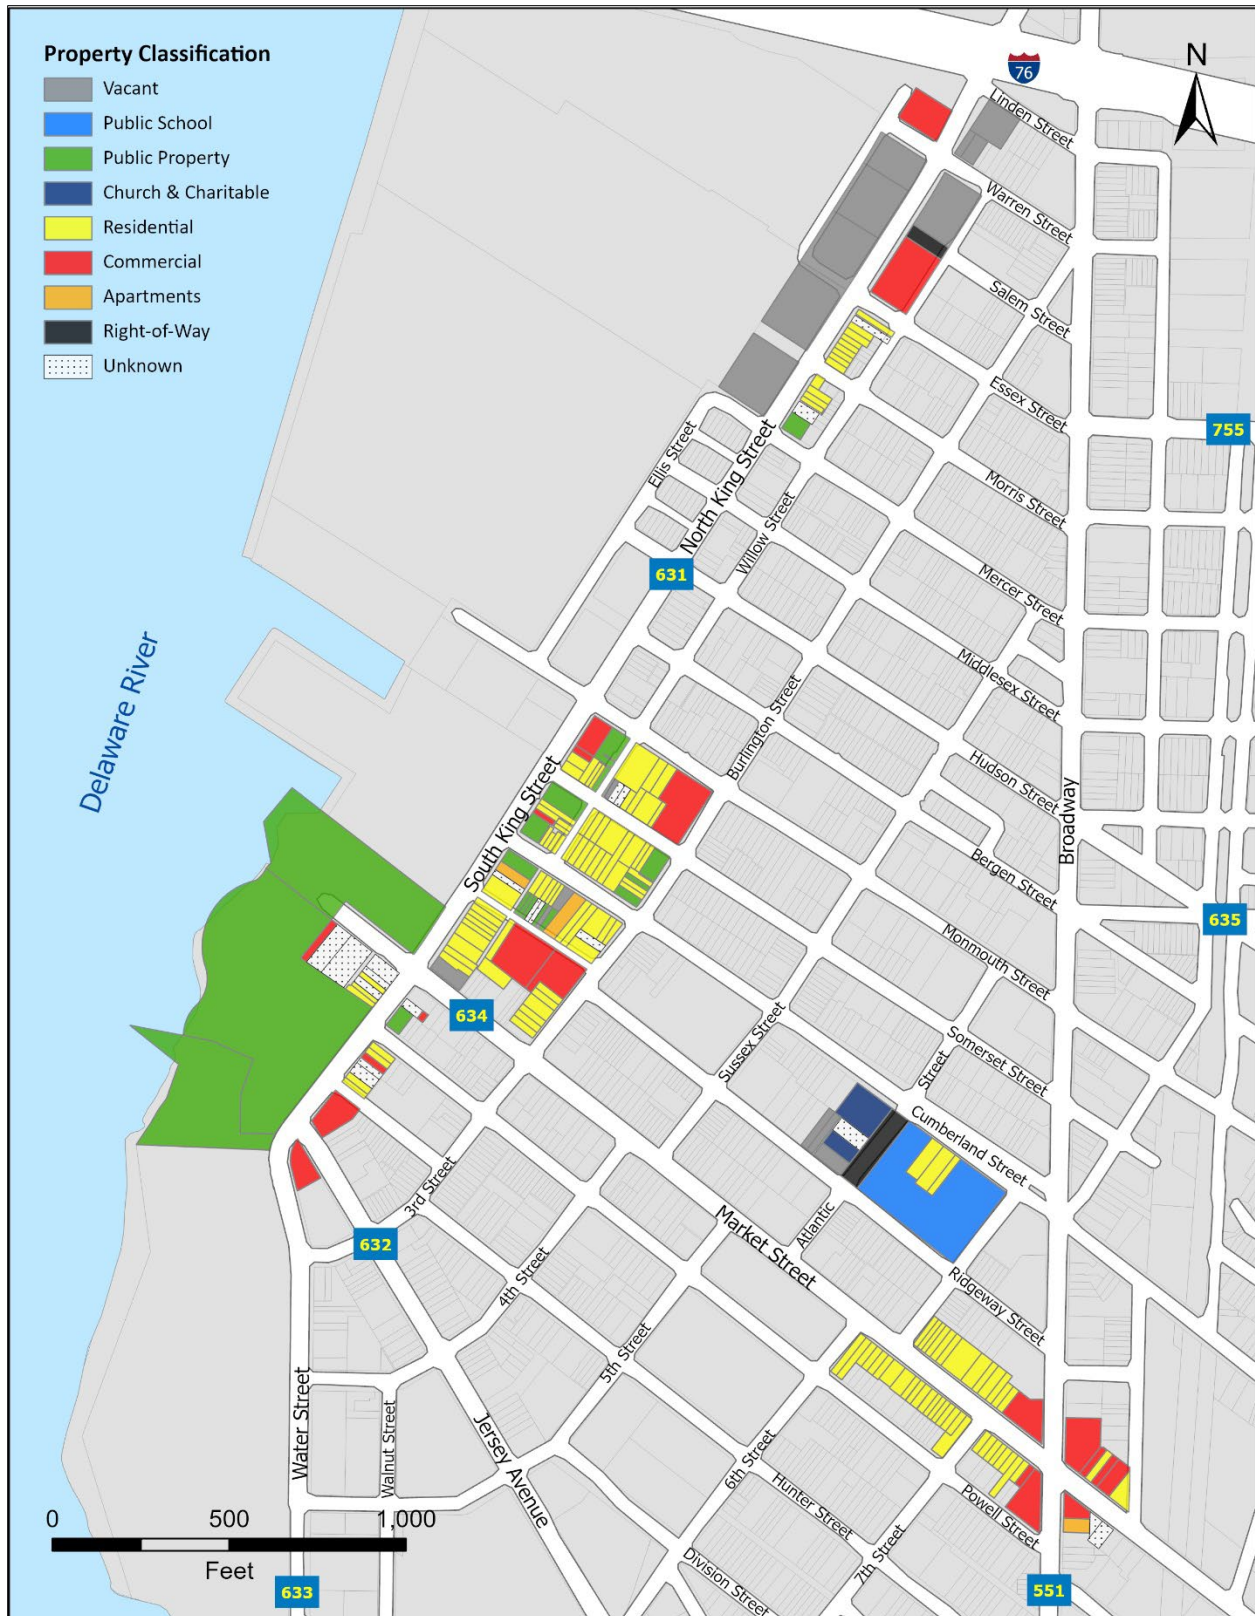 Property Classification
Vacant
Public School
Public Property
Church & Charitable
Residential
Commercial
Apartments
Right-of-Way
Unknown
N
76
Linden Street
Warren Street
Salem Street
Essex Street
755
Ellis Street
North King Street
Morris Street
Willow Street
631
Mercer Street
Middlesex Street
Delaware River
Burlington Street
Hudson Street
South King Street
Broadway
Bergen Street
635
Monmouth Street
634
Sussex Street
Somerset Street
Street
Cumberland Street
3rd Street
Atlantic
632
Market Street
4th Street
Ridgeway Street
5th Street
Water Street
Walnut Street
Jersey Avenue
6th Street
Hunter Street
Powell Street
7th Street
Division Street
0 500 1,000
Feet
633
551